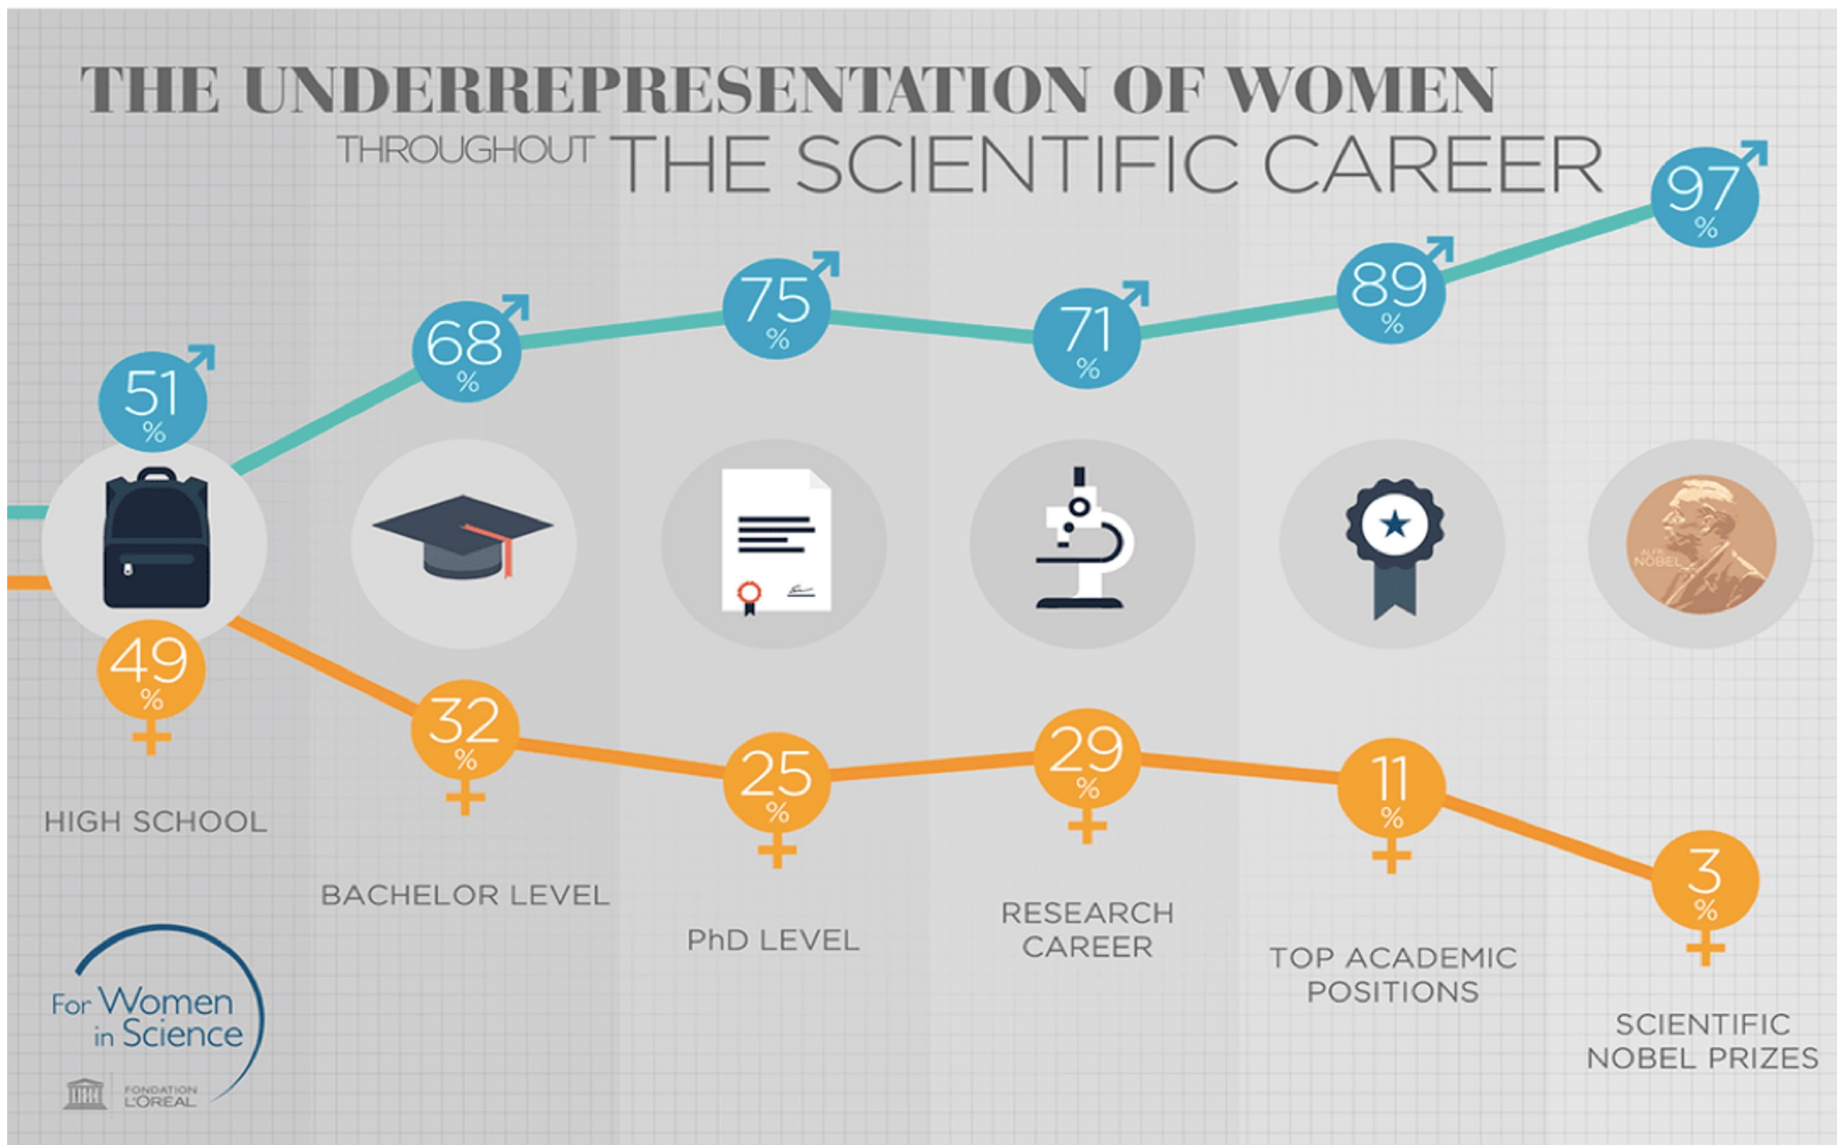 THE UNDERREPRESENTATION OF WOMEN
THROUGHOUT THE SCIENTIFIC CAREER
51
%
68
%
75
%
71
%
89
%
97
%
ALFR.
NOBEL
49
%
32
%
25
%
29
%
11
%
3
%
HIGH SCHOOL
BACHELOR LEVEL
PhD LEVEL
RESEARCH
CAREER
TOP ACADEMIC
POSITIONS
SCIENTIFIC
NOBEL PRIZES
For Women
in Science
FONDATION
L'ORÉAL